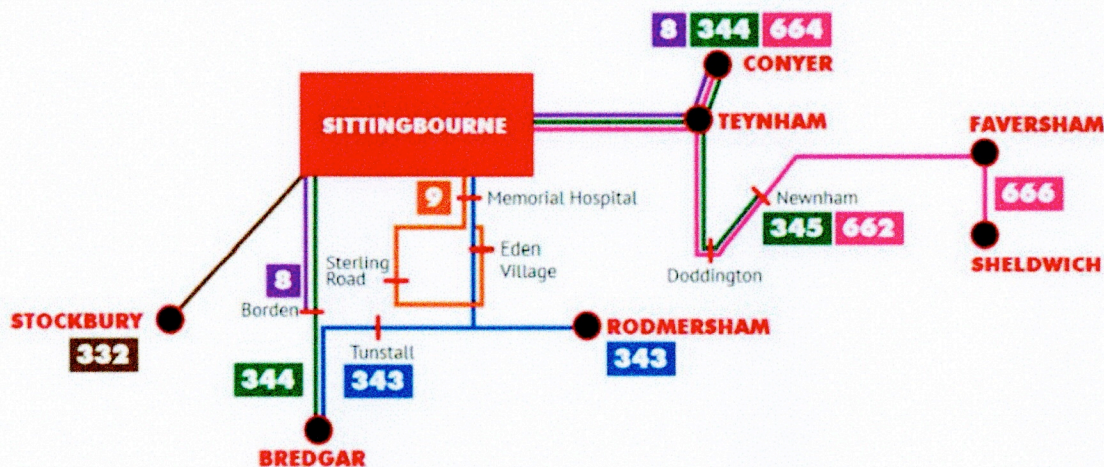 8 344 664
CONYER
SITTINGBOURNE
TEYNHAM
FAVERSHAM
9
Memorial Hospital
Newnham
666
345 662
Eden
Village
Sterling
Road
Doddington
SHELDWICH
8
Borden
STOCKBURY
RODMERSHAM
332
Tunstall
343
343
344
BREDGAR